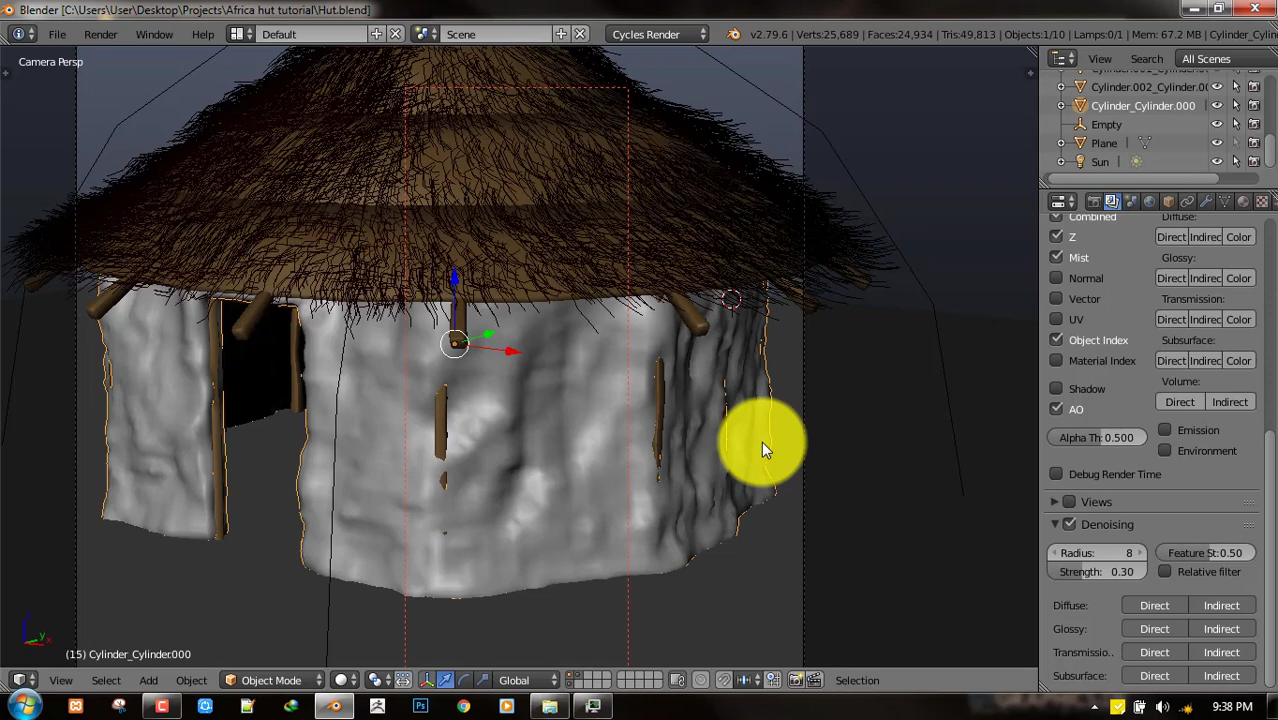 Blender [C:\Users\User\Desktop\Projects\Africa hut tutorial\Hut.blend]
File Render Window Help Default Scene Cycles Render v2.79.6 | Verts:25,689 | Faces:24,934 | Tris:49,813 | Objects:1/10 | Lamps:0/1 | Mem: 67.2 MB | Cylinder_Cylin
Camera Persp
View Search All Scenes
Cylinder.002_Cylinder.00
Cylinder_Cylinder.000
Empty
Plane
Sun
Combined Diffuse:
Z Direct Indirec Color
Mist Glossy:
Normal Direct Indirec Color
Vector Transmission:
UV Direct Indirec Color
Object Index Subsurface:
Material Index Direct Indirec Color
Shadow Volume:
AO Direct Indirect
Alpha Th: 0.500 Emission
Environment
Debug Render Time
Views
Denoising
Radius: 8 Feature St: 0.50
Strength: 0.30 Relative filter
Diffuse: Direct Indirect
Glossy: Direct Indirect
Transmissio.. Direct Indirect
Subsurface: Direct Indirect
y x
(15) Cylinder_Cylinder.000
View Select Add Object Object Mode Global Selection
9:38 PM